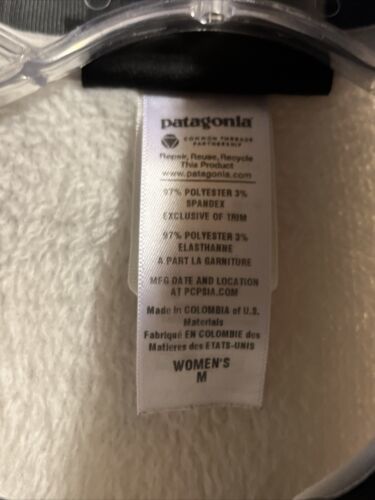 patagonia
COMMON THREADS
PARTNERSHIP
Repair, Reuse, Recycle
This Product
www.patagonia.com
97% POLYESTER 3%
SPANDEX
EXCLUSIVE OF TRIM
97% POLYESTER 3%
ELASTHANNE
A PART LA GARNITURE
MFG DATE AND LOCATION
AT PCPSIA.COM
Made in COLOMBIA of U.S.
Materials
Fabriqué EN COLOMBIE des
Matieres des ETATS-UNIS
WOMEN'S
M